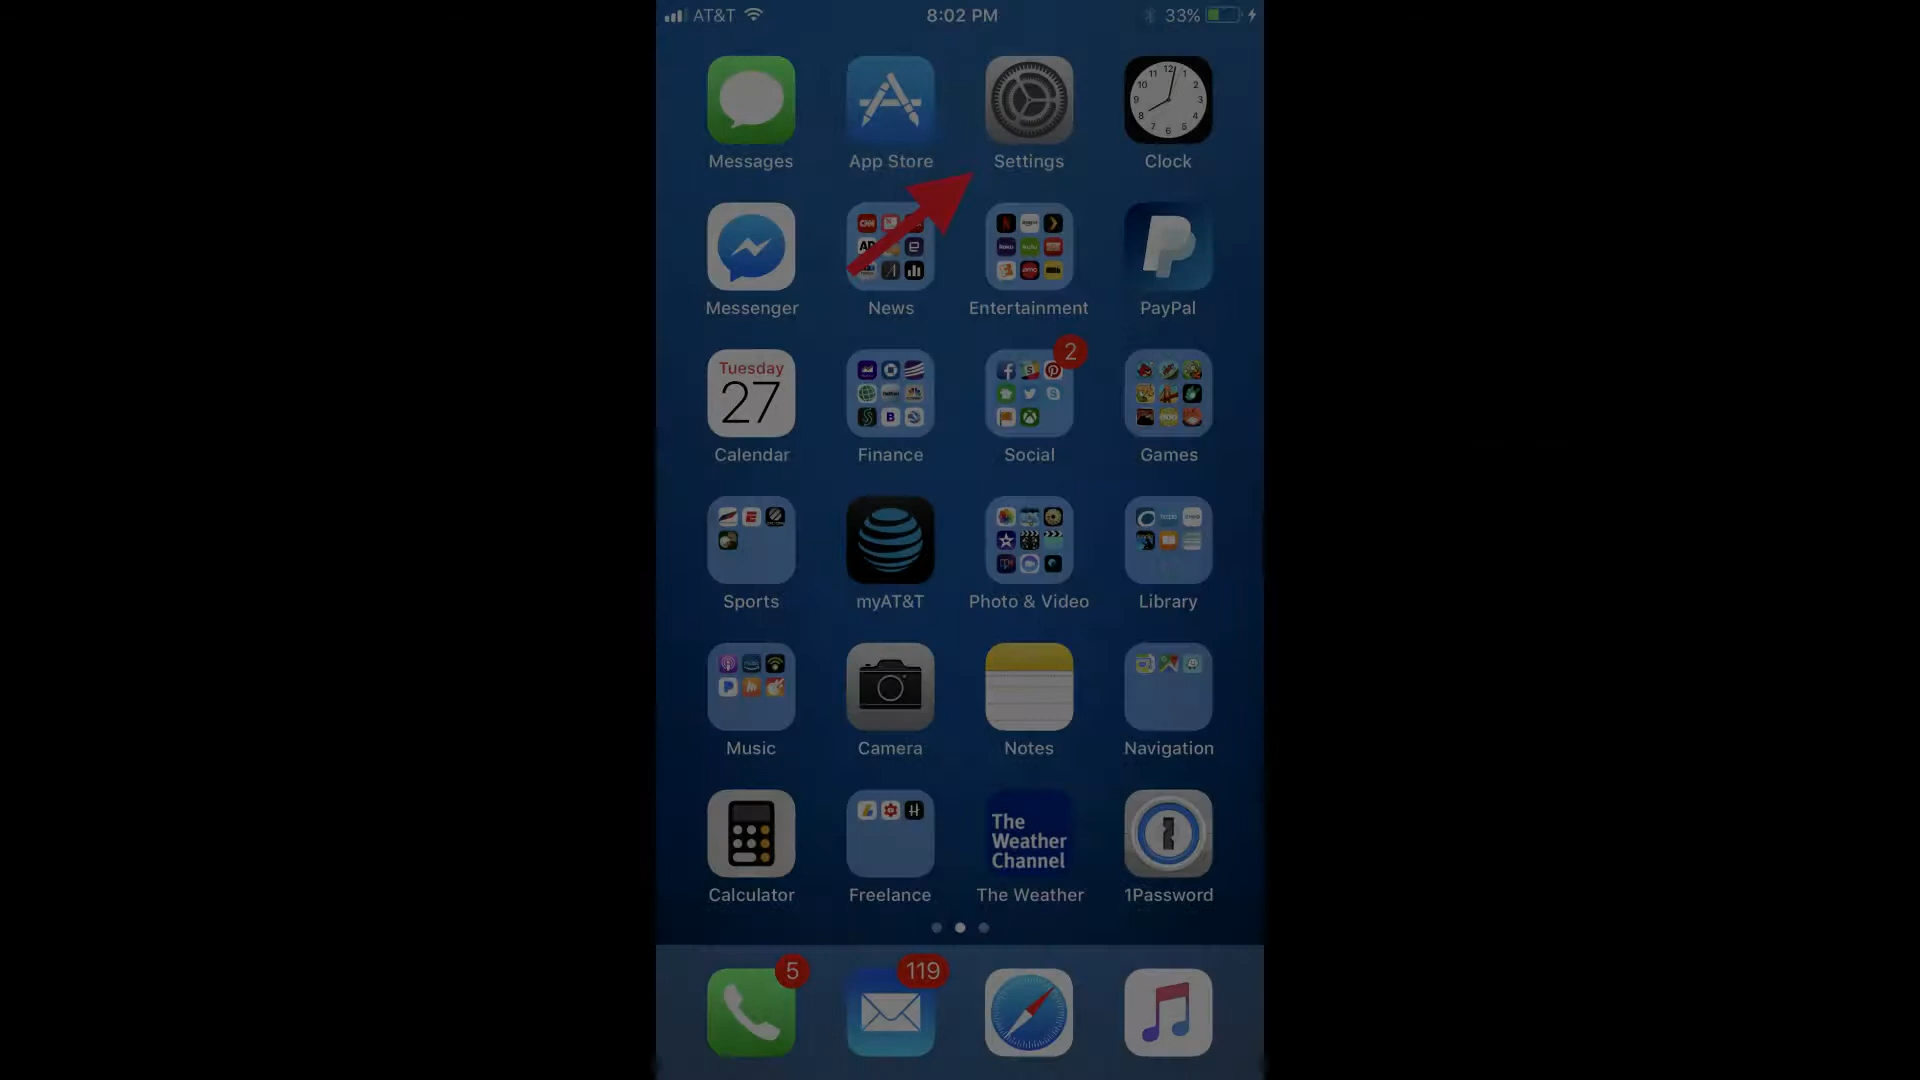 AT&T 8:02 PM 33%
Messages App Store Settings Clock
Messenger News Entertainment PayPal
2
Tuesday
27
Calendar Finance Social Games
Sports myAT&T Photo & Video Library
Music Camera Notes Navigation
The
Weather
Channel
Calculator Freelance The Weather 1Password
5 119